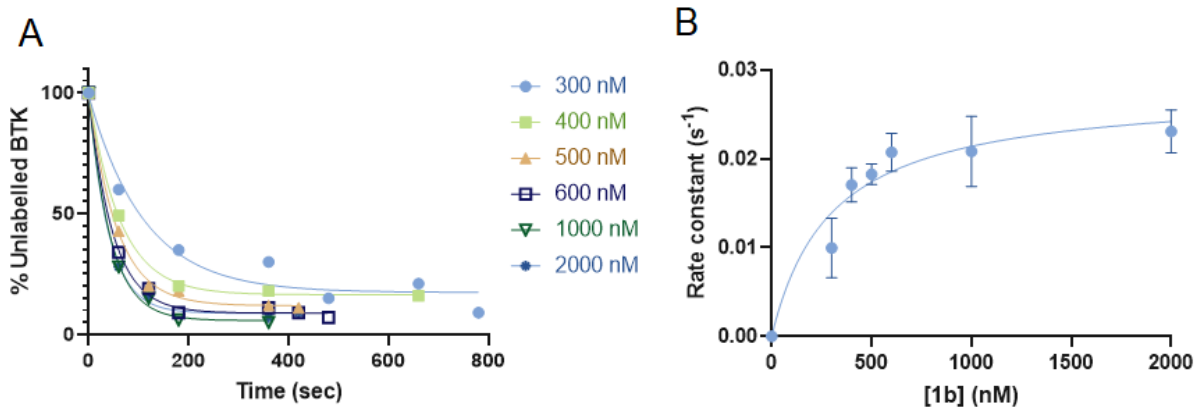 A
% Unlabelled BTK
100
50
0
0
200
400
600
800
Time (sec)
300 nM
400 nM
500 nM
600 nM
1000 nM
2000 nM
B
Rate constant (s⁻¹)
0.03
0.02
0.01
0.00
0
500
1000
1500
2000
[1b] (nM)